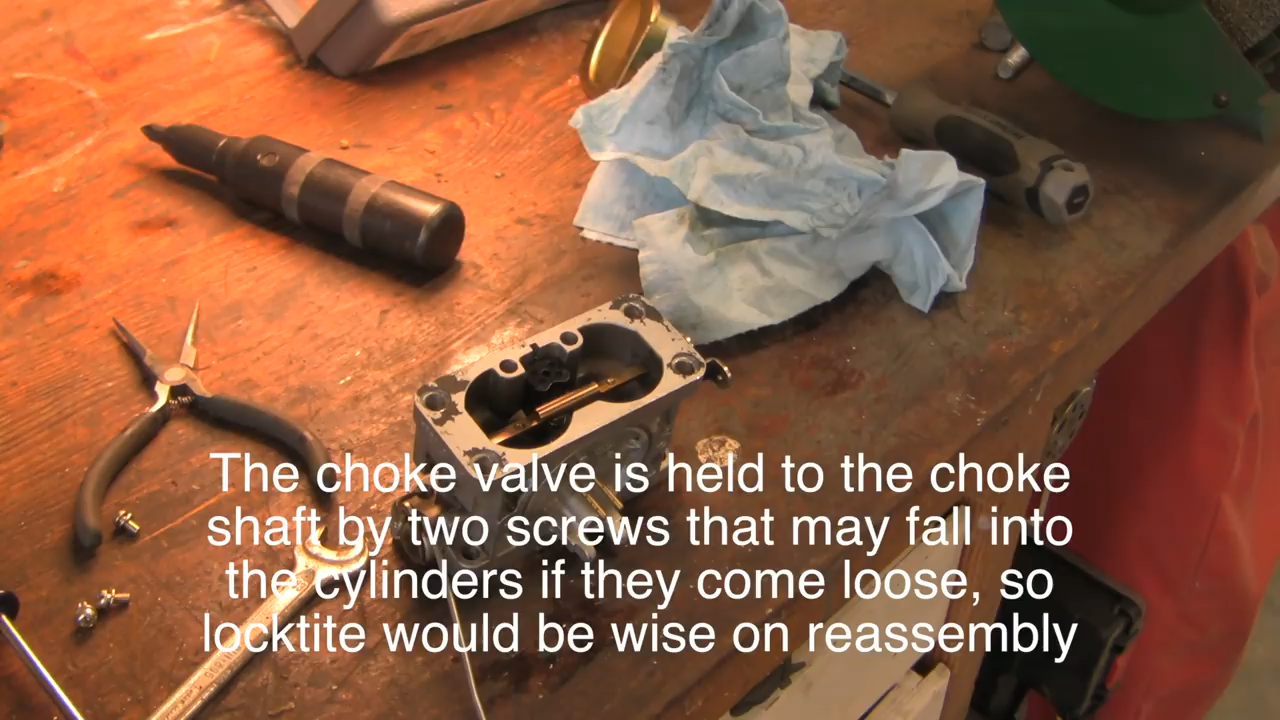 The choke valve is held to the choke
shaft by two screws that may fall into
the cylinders if they come loose, so
locktite would be wise on reassembly